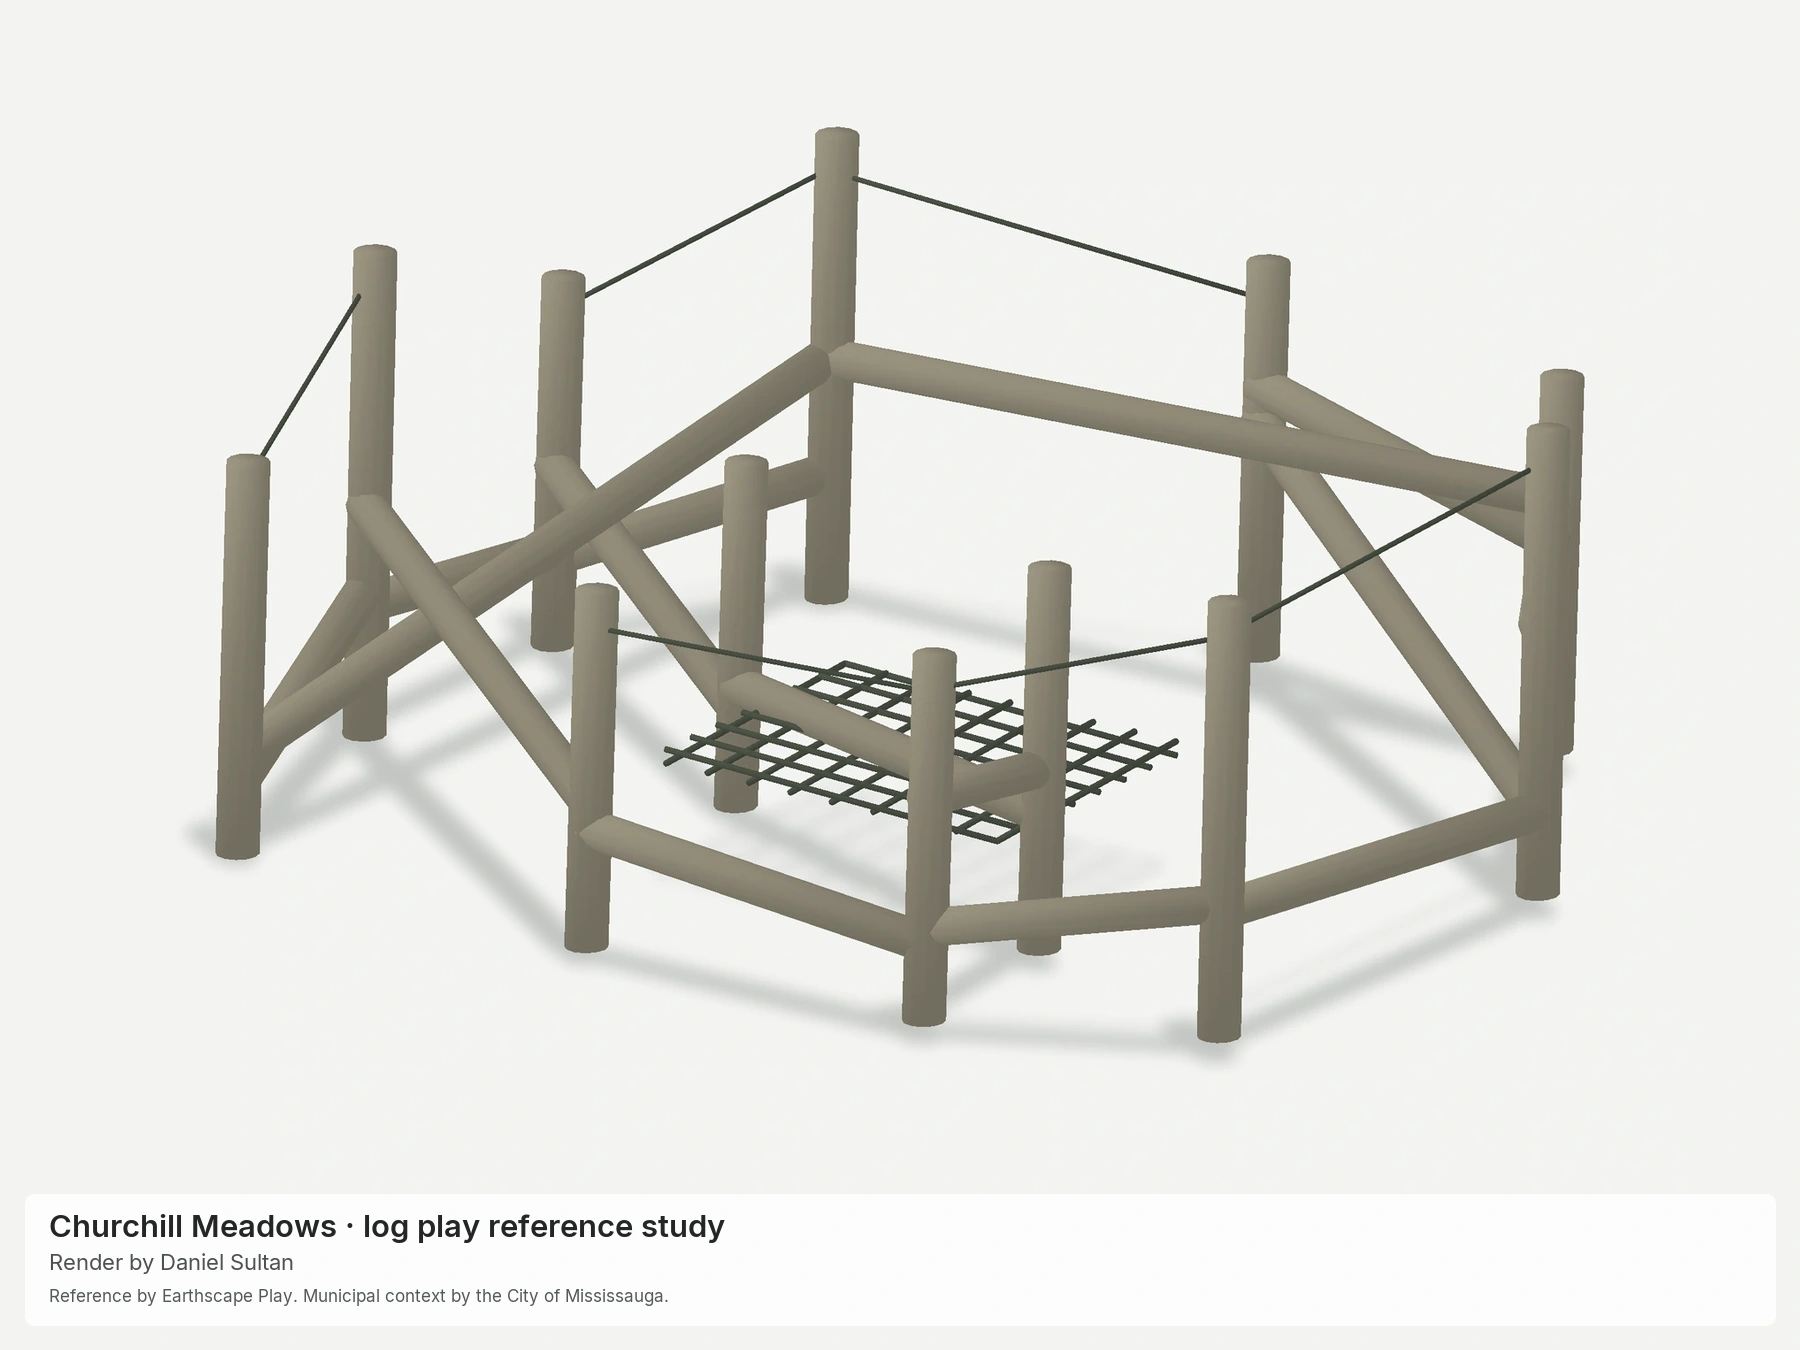 Churchill Meadows · log play reference study
Render by Daniel Sultan
Reference by Earthscape Play. Municipal context by the City of Mississauga.